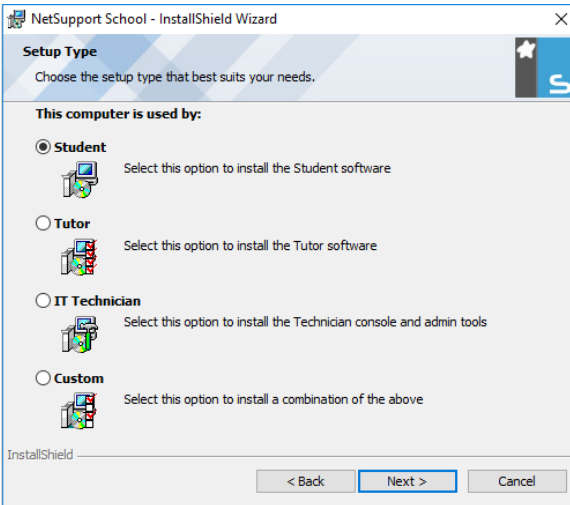 NetSupport School - InstallShield Wizard
Setup Type
Choose the setup type that best suits your needs.
S
This computer is used by:
Student
Select this option to install the Student software
Tutor
Select this option to install the Tutor software
IT Technician
Select this option to install the Technician console and admin tools
Custom
Select this option to install a combination of the above
InstallShield
< Back Next > Cancel